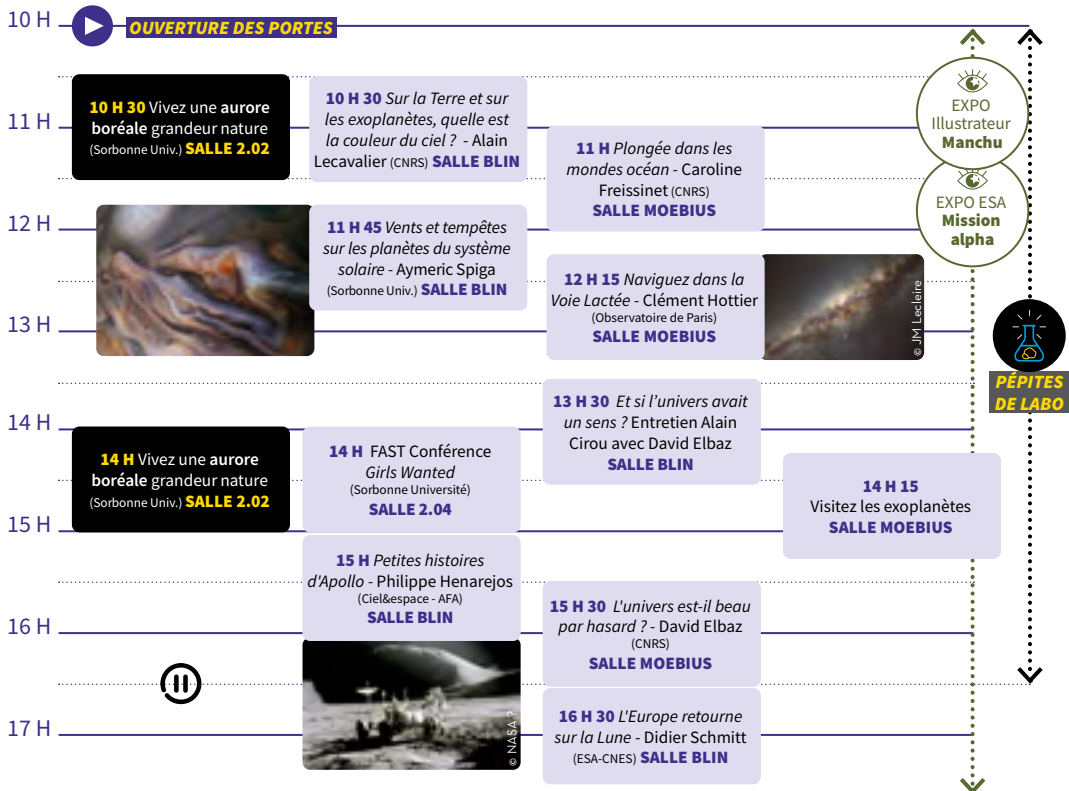 10 H
OUVERTURE DES PORTES
10 H 30 Vivez une aurore
boréale grandeur nature
(Sorbonne Univ.) SALLE 2.02
10 H 30 Sur la Terre et sur
les exoplanètes, quelle est
la couleur du ciel ? - Alain
Lecavalier (CNRS) SALLE BLIN
11 H
11 H Plongée dans les
mondes océan - Caroline
Freissinet (CNRS)
SALLE MOEBIUS
EXPO
Illustrateur
Manchu
EXPO ESA
Mission
alpha
12 H
11 H 45 Vents et tempêtes
sur les planètes du système
solaire - Aymeric Spiga
(Sorbonne Univ.) SALLE BLIN
12 H 15 Naviguez dans la
Voie Lactée - Clément Hottier
(Observatoire de Paris)
SALLE MOEBIUS
© JM Lecleire
13 H
PÉPITES
DE LABO
13 H 30 Et si l'univers avait
un sens ? Entretien Alain
Cirou avec David Elbaz
SALLE BLIN
14 H
14 H Vivez une aurore
boréale grandeur nature
(Sorbonne Univ.) SALLE 2.02
14 H FAST Conférence
Girls Wanted
(Sorbonne Université)
SALLE 2.04
14 H 15
Visitez les exoplanètes
SALLE MOEBIUS
15 H
15 H Petites histoires
d'Apollo - Philippe Henarejos
(Ciel&espace - AFA)
SALLE BLIN
15 H 30 L'univers est-il beau
par hasard ? - David Elbaz
(CNRS)
SALLE MOEBIUS
16 H
© NASA ?
16 H 30 L'Europe retourne
sur la Lune - Didier Schmitt
(ESA-CNES) SALLE BLIN
17 H